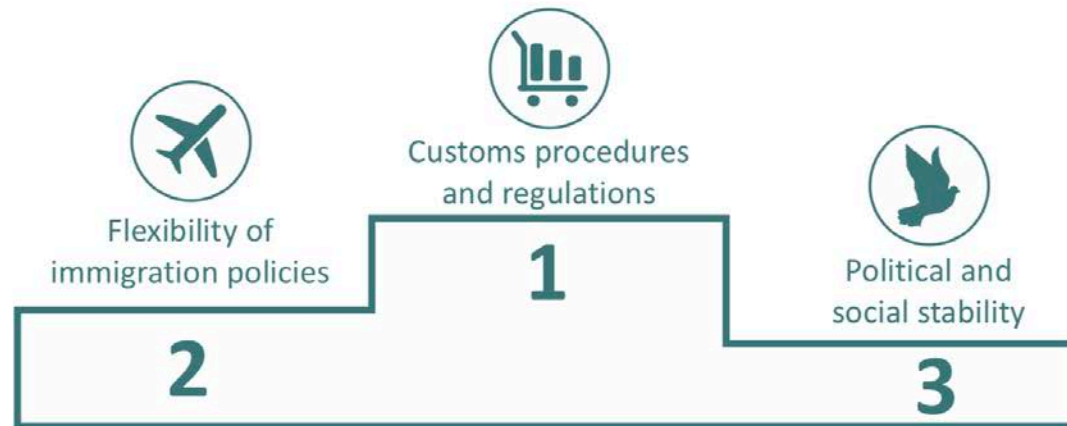 Flexibility of
immigration policies
2
Customs procedures
and regulations
1
Political and
social stability
3